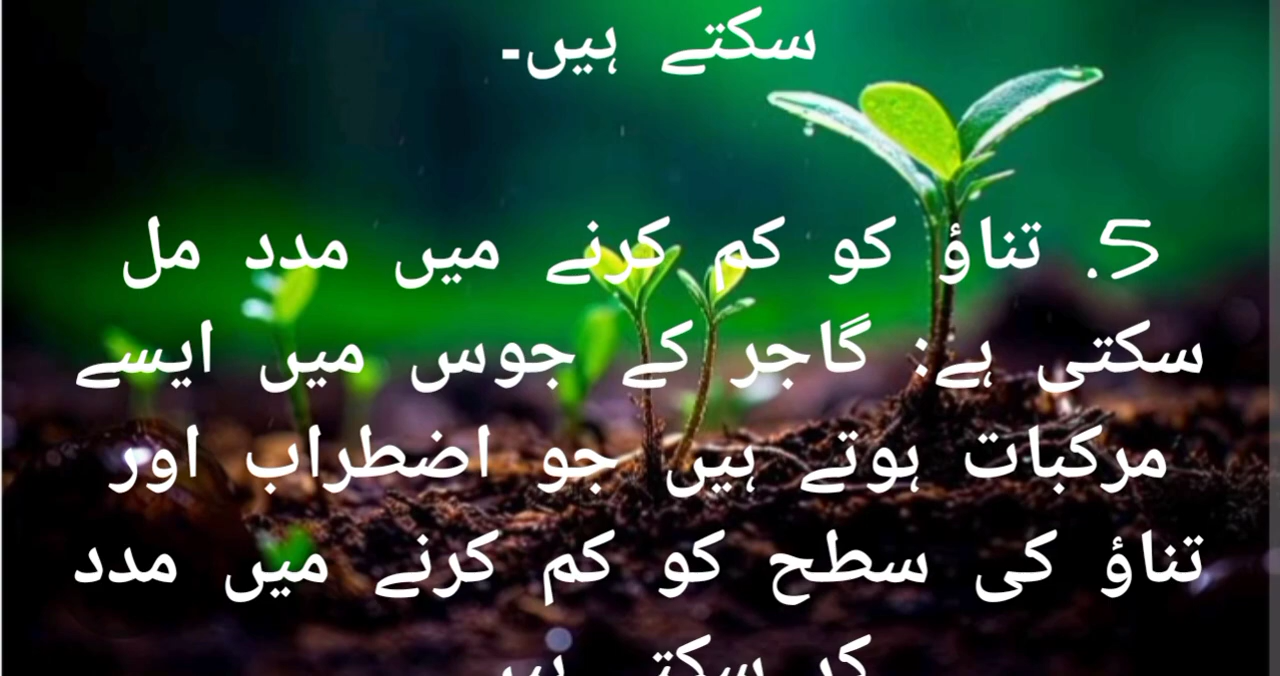 سکتے ہیں۔
5. تناؤ کو کم کرنے میں مدد مل
سکتی ہے: گاجر کے جوس میں ایسے
مرکبات ہوتے ہیں جو اضطراب اور
تناؤ کی سطح کو کم کرنے میں مدد
کر سکتے ہیں